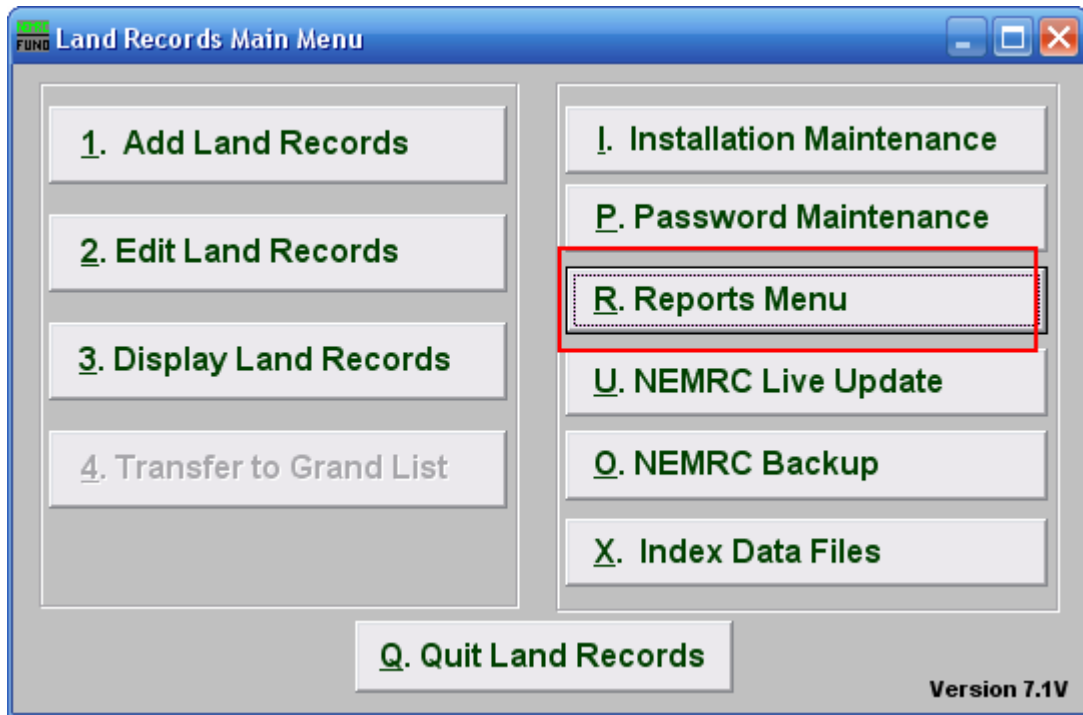 NEMRC
FUND
Land Records Main Menu
1. Add Land Records
2. Edit Land Records
3. Display Land Records
4. Transfer to Grand List
I. Installation Maintenance
P. Password Maintenance
R. Reports Menu
U. NEMRC Live Update
O. NEMRC Backup
X. Index Data Files
Q. Quit Land Records
Version 7.1V